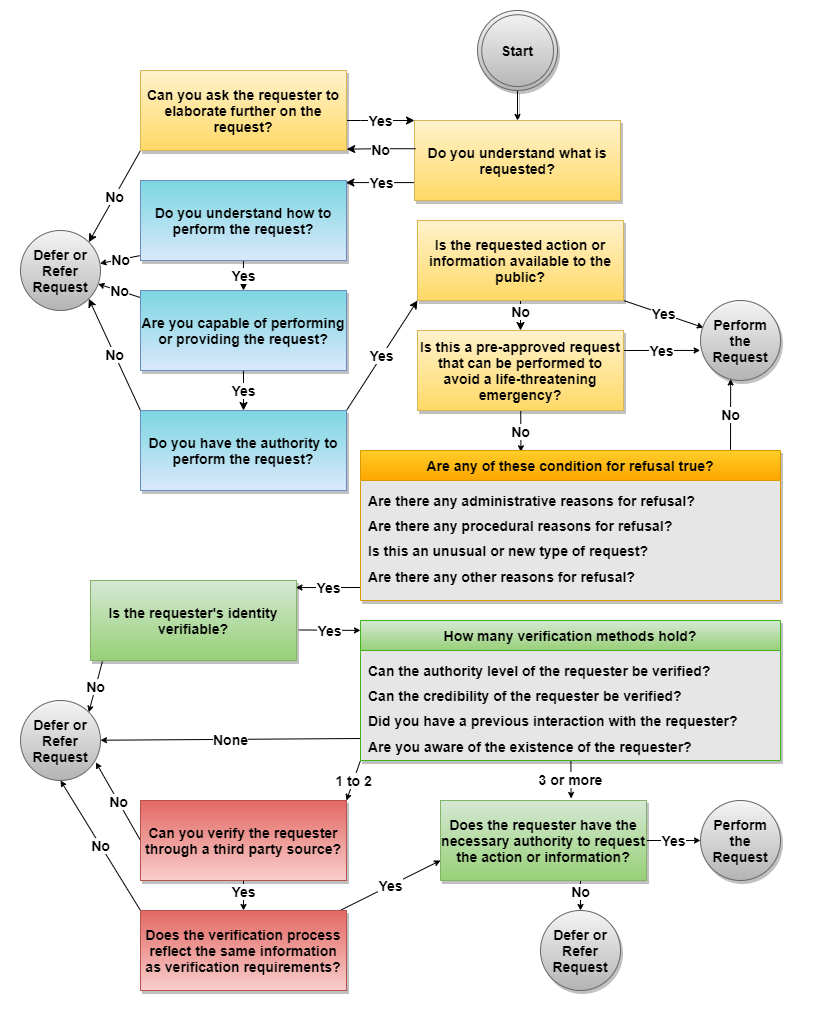 Start
Can you ask the requester to
elaborate further on the
request?
Yes
No
Do you understand what is
requested?
Yes
No
Do you understand how to
perform the request?
Is the requested action or
information available to the
public?
Defer or
Refer
Request
No
Yes
No
Are you capable of performing
or providing the request?
No
Yes
Perform
the
Request
Is this a pre-approved request
that can be performed to
avoid a life-threatening
emergency?
Yes
No
Yes
Yes
No
No
Do you have the authority to
perform the request?
Are any of these condition for refusal true?
Are there any administrative reasons for refusal?
Are there any procedural reasons for refusal?
Is this an unusual or new type of request?
Are there any other reasons for refusal?
Yes
Is the requester's identity
verifiable?
Yes
How many verification methods hold?
Can the authority level of the requester be verified?
Can the credibility of the requester be verified?
Did you have a previous interaction with the requester?
Are you aware of the existence of the requester?
No
Defer or
Refer
Request
None
1 to 2
3 or more
No
Can you verify the requester
through a third party source?
Does the requester have the
necessary authority to request
the action or information?
Yes
Perform
the
Request
No
Yes
Yes
No
Does the verification process
reflect the same information
as verification requirements?
Defer or
Refer
Request